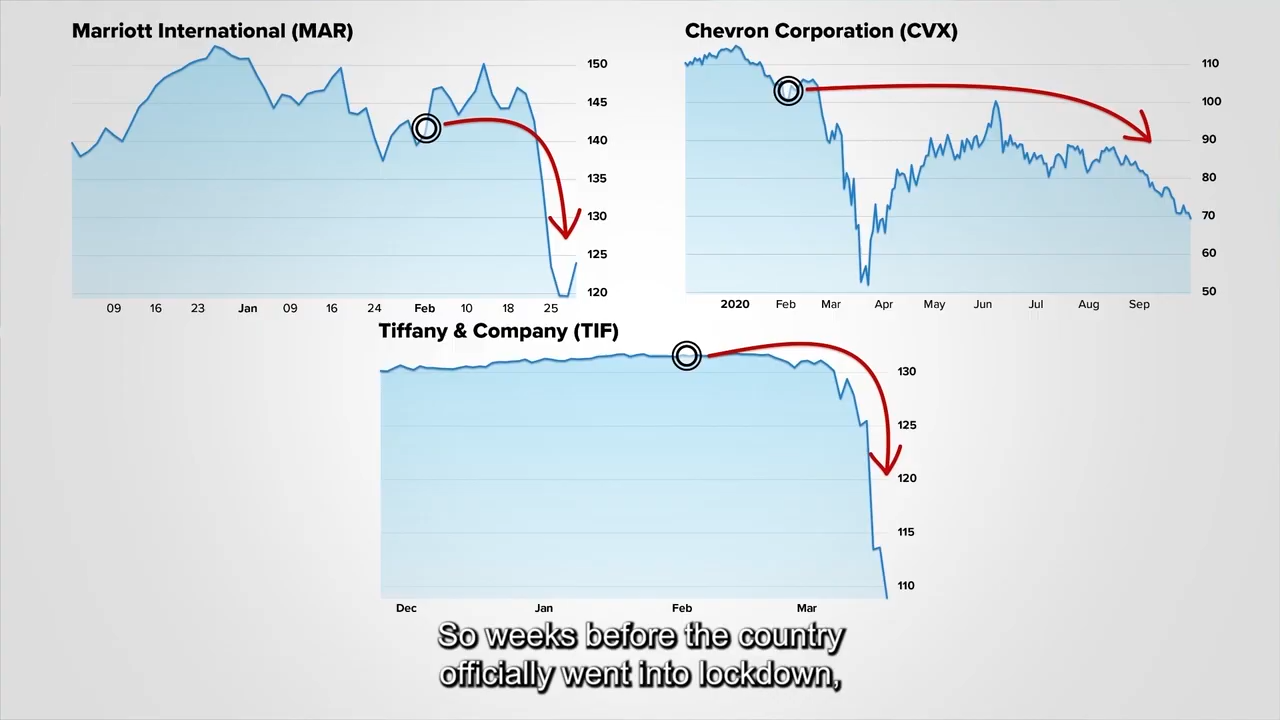 Marriott International (MAR)
150
145
140
135
130
125
120
09 16 23 Jan 09 16 24 Feb 10 18 25
Chevron Corporation (CVX)
110
100
90
80
70
60
50
2020 Feb Mar Apr May Jun Jul Aug Sep
Tiffany & Company (TIF)
130
125
120
115
110
Dec Jan Feb Mar
So weeks before the country
officially went into lockdown,